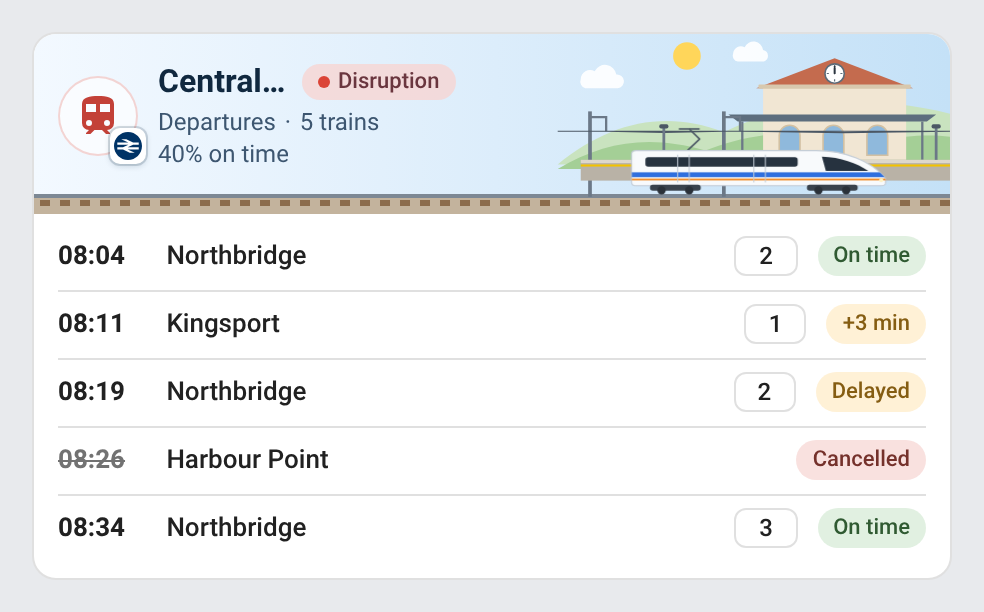 Central… Disruption
Departures · 5 trains
40% on time
08:04 Northbridge 2 On time
08:11 Kingsport 1 +3 min
08:19 Northbridge 2 Delayed
08:26 Harbour Point Cancelled
08:34 Northbridge 3 On time